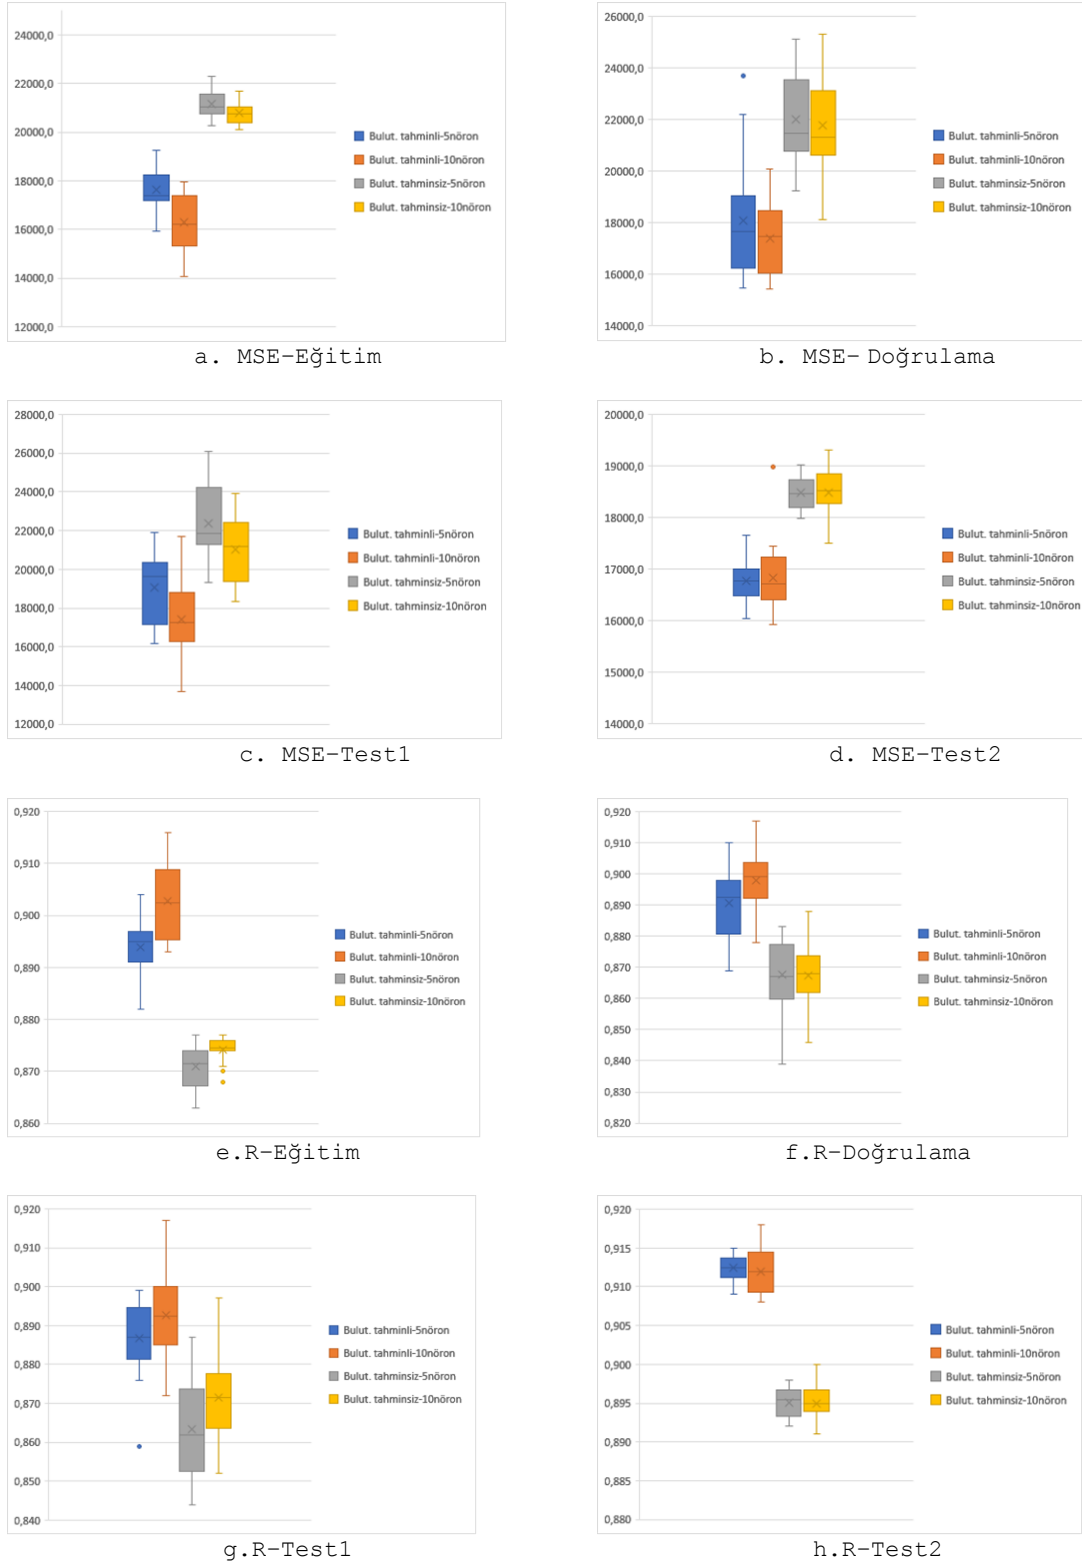 24000,0
22000,0
20000,0
18000,0
16000,0
14000,0
12000,0
Bulut. tahminli-5nöron
Bulut. tahminli-10nöron
Bulut. tahminsiz-5nöron
Bulut. tahminsiz-10nöron
a. MSE-Eğitim
26000,0
24000,0
22000,0
20000,0
18000,0
16000,0
14000,0
Bulut. tahminli-5nöron
Bulut. tahminli-10nöron
Bulut. tahminsiz-5nöron
Bulut. tahminsiz-10nöron
b. MSE- Doğrulama
28000,0
26000,0
24000,0
22000,0
20000,0
18000,0
16000,0
14000,0
12000,0
Bulut. tahminli-5nöron
Bulut. tahminli-10nöron
Bulut. tahminsiz-5nöron
Bulut. tahminsiz-10nöron
c. MSE-Test1
20000,0
19000,0
18000,0
17000,0
16000,0
15000,0
14000,0
Bulut. tahminli-5nöron
Bulut. tahminli-10nöron
Bulut. tahminsiz-5nöron
Bulut. tahminsiz-10nöron
d. MSE-Test2
0,920
0,910
0,900
0,890
0,880
0,870
0,860
Bulut. tahminli-5nöron
Bulut. tahminli-10nöron
Bulut. tahminsiz-5nöron
Bulut. tahminsiz-10nöron
e.R-Eğitim
0,920
0,910
0,900
0,890
0,880
0,870
0,860
0,850
0,840
0,830
0,820
Bulut. tahminli-5nöron
Bulut. tahminli-10nöron
Bulut. tahminsiz-5nöron
Bulut. tahminsiz-10nöron
f.R-Doğrulama
0,920
0,910
0,900
0,890
0,880
0,870
0,860
0,850
0,840
Bulut. tahminli-5nöron
Bulut. tahminli-10nöron
Bulut. tahminsiz-5nöron
Bulut. tahminsiz-10nöron
g.R-Test1
0,920
0,915
0,910
0,905
0,900
0,895
0,890
0,885
0,880
Bulut. tahminli-5nöron
Bulut. tahminli-10nöron
Bulut. tahminsiz-5nöron
Bulut. tahminsiz-10nöron
h.R-Test2